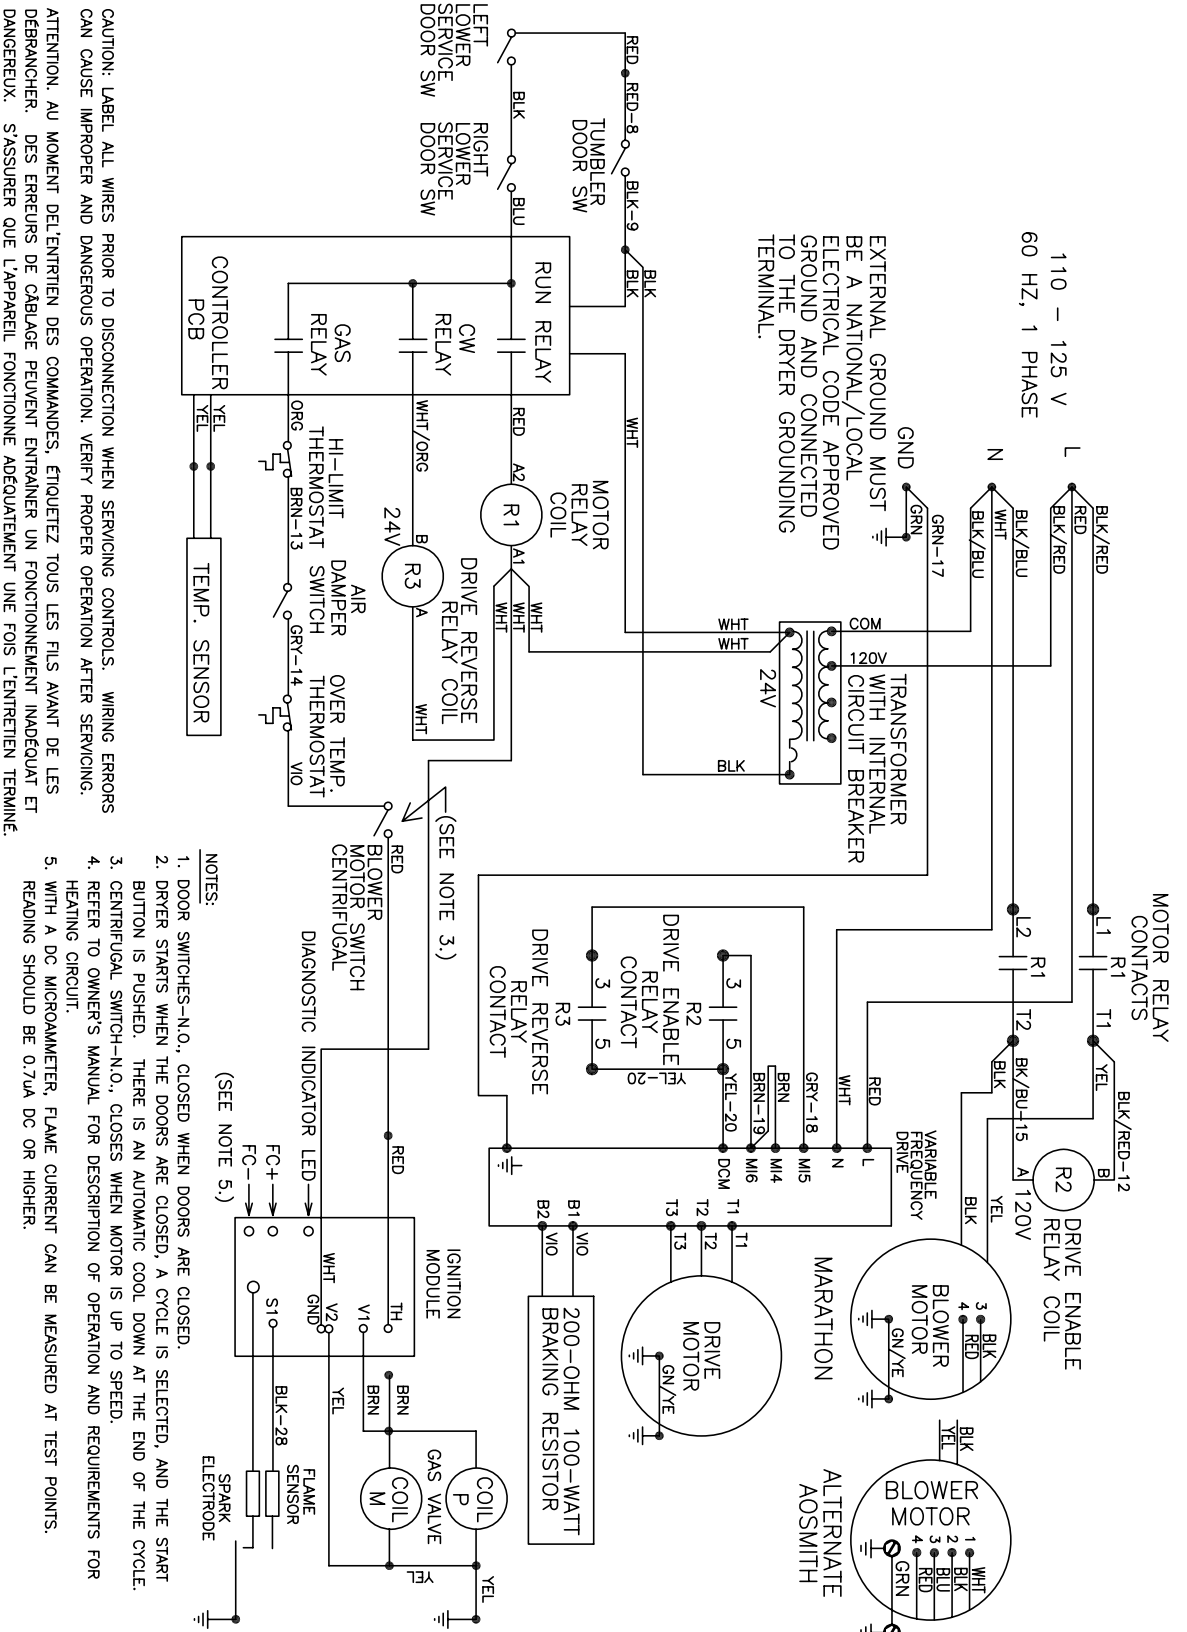 110 - 125 V
60 HZ, 1 PHASE
L
N
GND
BLK/RED
RED
BLK/RED
BLK/BLU
WHT
BLK/BLU
GRN-17
GRN
EXTERNAL GROUND MUST
BE A NATIONAL/LOCAL
ELECTRICAL CODE APPROVED
GROUND AND CONNECTED
TO THE DRYER GROUNDING
TERMINAL.
MOTOR RELAY
CONTACTS
L1
R1
T1
L2
R1
T2
YEL
BLK/RED-12
BLK
BK/BU-15
B
R2
A
120V
DRIVE ENABLE
RELAY COIL
YEL
BLK
BLOWER
MOTOR
3
BLK
4
RED
GN/YE
MARATHON
BLK
YEL
BLOWER
MOTOR
1
WHT
2
BLK
3
BLU
4
RED
GRN
ALTERNATE
AOSMITH
COM
120V
TRANSFORMER
WITH INTERNAL
CIRCUIT BREAKER
24V
WHT
WHT
BLK
RED
RED-8
TUMBLER
DOOR SW
BLK-9
BLK
BLK
WHT
LEFT
LOWER
SERVICE
DOOR SW
BLK
RIGHT
LOWER
SERVICE
DOOR SW
BLU
RUN RELAY
CW
RELAY
GAS
RELAY
CONTROLLER
PCB
RED
A2
R1
A1
MOTOR
RELAY
COIL
WHT
WHT
WHT
WHT/ORG
B
R3
A
24V
DRIVE REVERSE
RELAY COIL
WHT
ORG
HI-LIMIT
THERMOSTAT
BRN-13
AIR
DAMPER
SWITCH
GRY-14
OVER TEMP.
THERMOSTAT
VIO
YEL
YEL
TEMP. SENSOR
(SEE NOTE 3.)
RED
BLOWER
MOTOR SWITCH
CENTRIFUGAL
RED
DRIVE ENABLE
RELAY
CONTACT
3
R2
5
DRIVE REVERSE
RELAY
CONTACT
3
R3
5
YEL-20
RED
WHT
GRY-18
BRN
BRN-19
YEL-20
VARIABLE
FREQUENCY
DRIVE
L
N
MI5
MI4
MI6
DCM
T1
T2
T3
B1
B2
T1
T2
T3
VIO
VIO
DRIVE
MOTOR
GN/YE
200-OHM 100-WATT
BRAKING RESISTOR
IGNITION
MODULE
DIAGNOSTIC INDICATOR LED
FC+
FC-
(SEE NOTE 5.)
WHT
TH
V1
V2
GND
S1
BRN
BRN
YEL
COIL
P
COIL
M
GAS VALVE
YEL
YEL
BLK-28
FLAME
SENSOR
SPARK
ELECTRODE
CAUTION: LABEL ALL WIRES PRIOR TO DISCONNECTION WHEN SERVICING CONTROLS. WIRING ERRORS
CAN CAUSE IMPROPER AND DANGEROUS OPERATION. VERIFY PROPER OPERATION AFTER SERVICING.
ATTENTION. AU MOMENT DEL'ENTRTIEN DES COMMANDES, ÉTIQUETEZ TOUS LES FILS AVANT DE LES
DÉBRANCHER. DES ERREURS DE CÂBLAGE PEUVENT ENTRAÎNER UN FONCTIONNEMENT INADÉQUAT ET
DANGEREUX. S'ASSURER QUE L'APPAREIL FONCTIONNE ADÉQUATEMENT UNE FOIS L'ENTRETIEN TERMINÉ.
NOTES:
1. DOOR SWITCHES-N.O., CLOSED WHEN DOORS ARE CLOSED.
2. DRYER STARTS WHEN THE DOORS ARE CLOSED, A CYCLE IS SELECTED, AND THE START
BUTTON IS PUSHED. THERE IS AN AUTOMATIC COOL DOWN AT THE END OF THE CYCLE.
3. CENTRIFUGAL SWITCH-N.O., CLOSES WHEN MOTOR IS UP TO SPEED.
4. REFER TO OWNER'S MANUAL FOR DESCRIPTION OF OPERATION AND REQUIREMENTS FOR
HEATING CIRCUIT.
5. WITH A DC MICROAMMETER, FLAME CURRENT CAN BE MEASURED AT TEST POINTS.
READING SHOULD BE 0.7uA DC OR HIGHER.